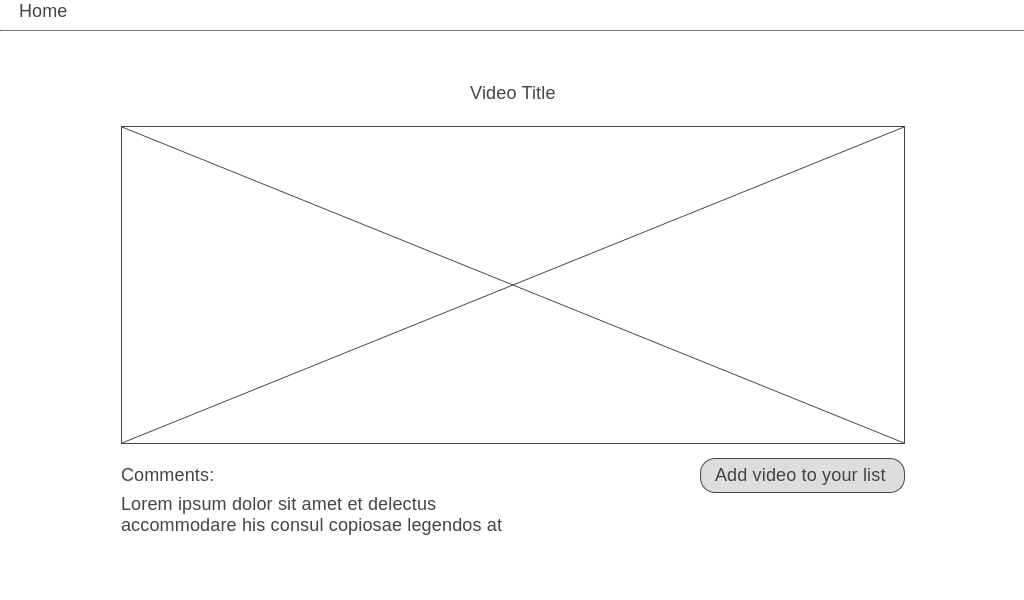 Home
Video Title
Comments:
Add video to your list
Lorem ipsum dolor sit amet et delectus
accommodare his consul copiosae legendos at